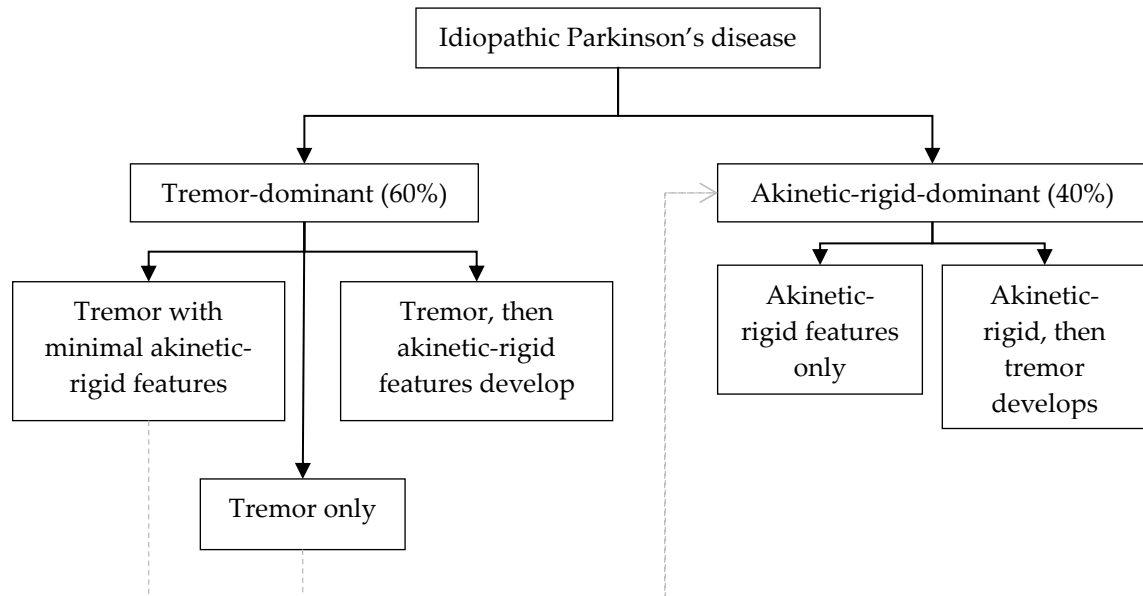 Idiopathic Parkinson’s disease
Tremor-dominant (60%)
Akinetic-rigid-dominant (40%)
Tremor with
minimal akinetic-
rigid features
Tremor, then
akinetic-rigid
features develop
Akinetic-
rigid features
only
Akinetic-
rigid, then
tremor
develops
Tremor only